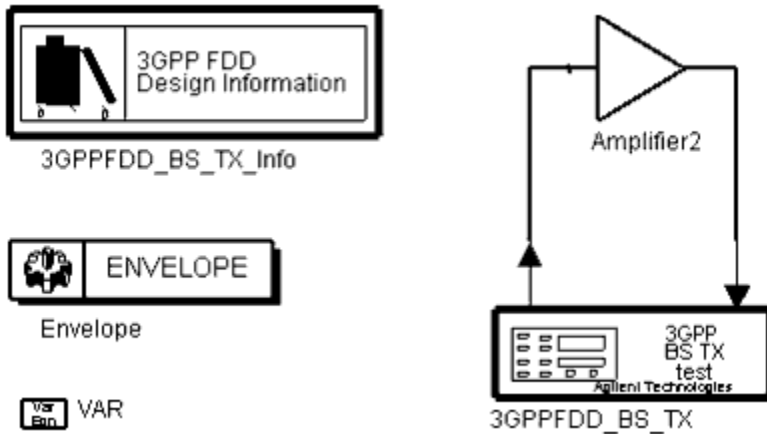 3GPP FDD
Design Information
3GPPFDD_BS_TX_Info
ENVELOPE
Envelope
Var
Eqn
VAR
Amplifier2
3GPP
BS TX
test
Agilent Technologies
3GPPFDD_BS_TX